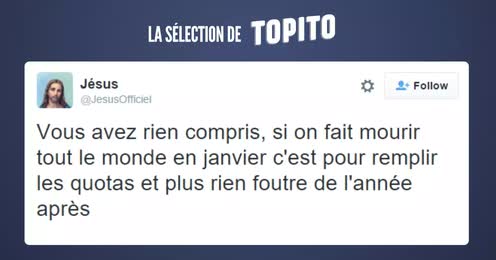 LA SÉLECTION DE TOPITO
Jésus
@JesusOfficiel
Follow
Vous avez rien compris, si on fait mourir
tout le monde en janvier c'est pour remplir
les quotas et plus rien foutre de l'année
après